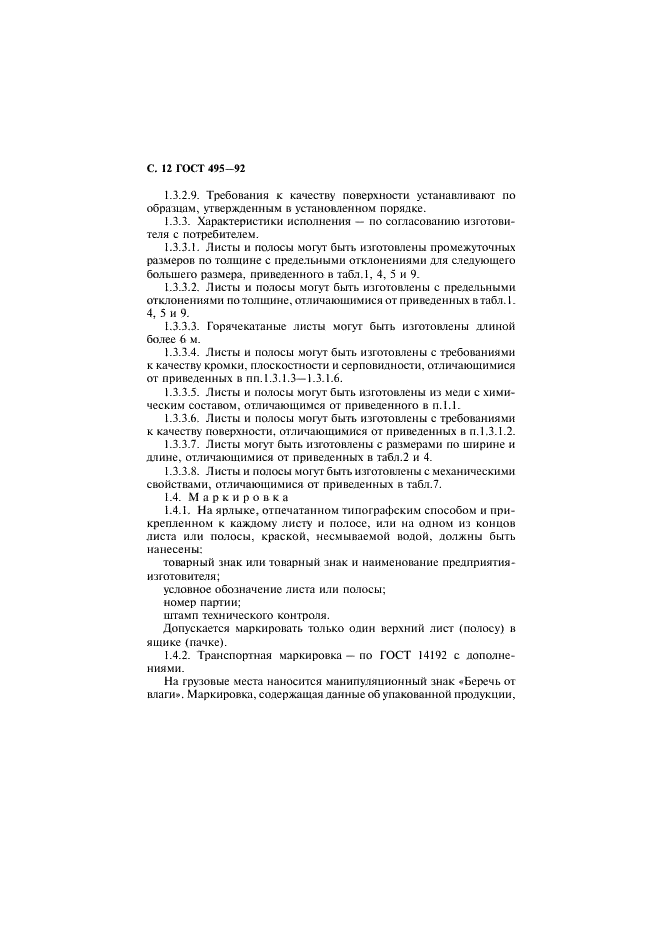 С. 12 ГОСТ 495—92
1.3.2.9. Требования к качеству поверхности устанавливают по
образцам, утвержденным в установленном порядке.
1.3.3. Характеристики исполнения — по согласованию изготови-
теля с потребителем.
1.3.3.1. Листы и полосы могут быть изготовлены промежуточных
размеров по толщине с предельными отклонениями для следующего
большего размера, приведенного в табл.1, 4, 5 и 9.
1.3.3.2. Листы и полосы могут быть изготовлены с предельными
отклонениями по толщине, отличающимися от приведенных в табл.1.
4, 5 и 9.
1.3.3.3. Горячекатаные листы могут быть изготовлены длиной
более 6 м.
1.3.3.4. Листы и полосы могут быть изготовлены с требованиями
к качеству кромки, плоскостности и серповидности, отличающимися
от приведенных в пп.1.3.1.3—1.3.1.6.
1.3.3.5. Листы и полосы могут быть изготовлены из меди с хими-
ческим составом, отличающимся от приведенного в п.1.1.
1.3.3.6. Листы и полосы могут быть изготовлены с требованиями
к качеству поверхности, отличающимися от приведенных в п.1.3.1.2.
1.3.3.7. Листы могут быть изготовлены с размерами по ширине и
длине, отличающимися от приведенных в табл.2 и 4.
1.3.3.8. Листы и полосы могут быть изготовлены с механическими
свойствами, отличающимися от приведенных в табл.7.
1.4. Маркировка
1.4.1. На ярлыке, отпечатанном типографским способом и при-
крепленном к каждому листу и полосе, или на одном из концов
листа или полосы, краской, несмываемой водой, должны быть
нанесены:
товарный знак или товарный знак и наименование предприятия-
изготовителя;
условное обозначение листа или полосы;
номер партии;
штамп технического контроля.
Допускается маркировать только один верхний лист (полосу) в
ящике (пачке).
1.4.2. Транспортная маркировка — по ГОСТ 14192 с дополне-
ниями.
На грузовые места наносится манипуляционный знак «Беречь от
влаги». Маркировка, содержащая данные об упакованной продукции,